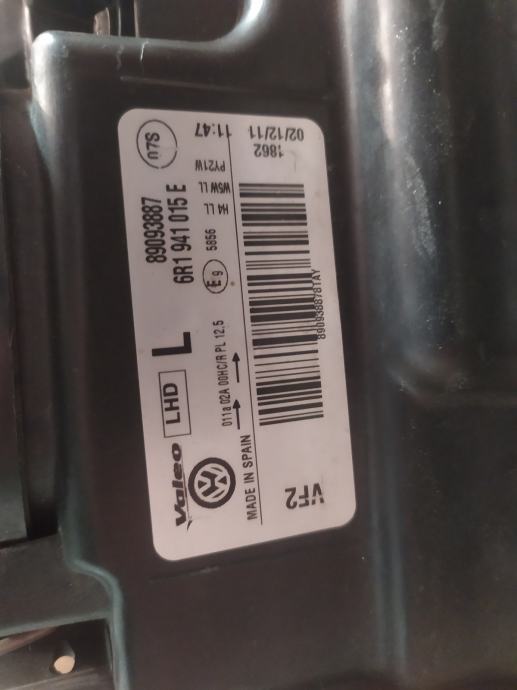 Valeo LHD L 89093887 07S
6R1 941 015 E
011a 02A 00HC/R PL 12,5 E9 5856 H4 LL W5W LL PY21W 11:47
MADE IN SPAIN
02/12/11
1862
8909388781AY
VF2